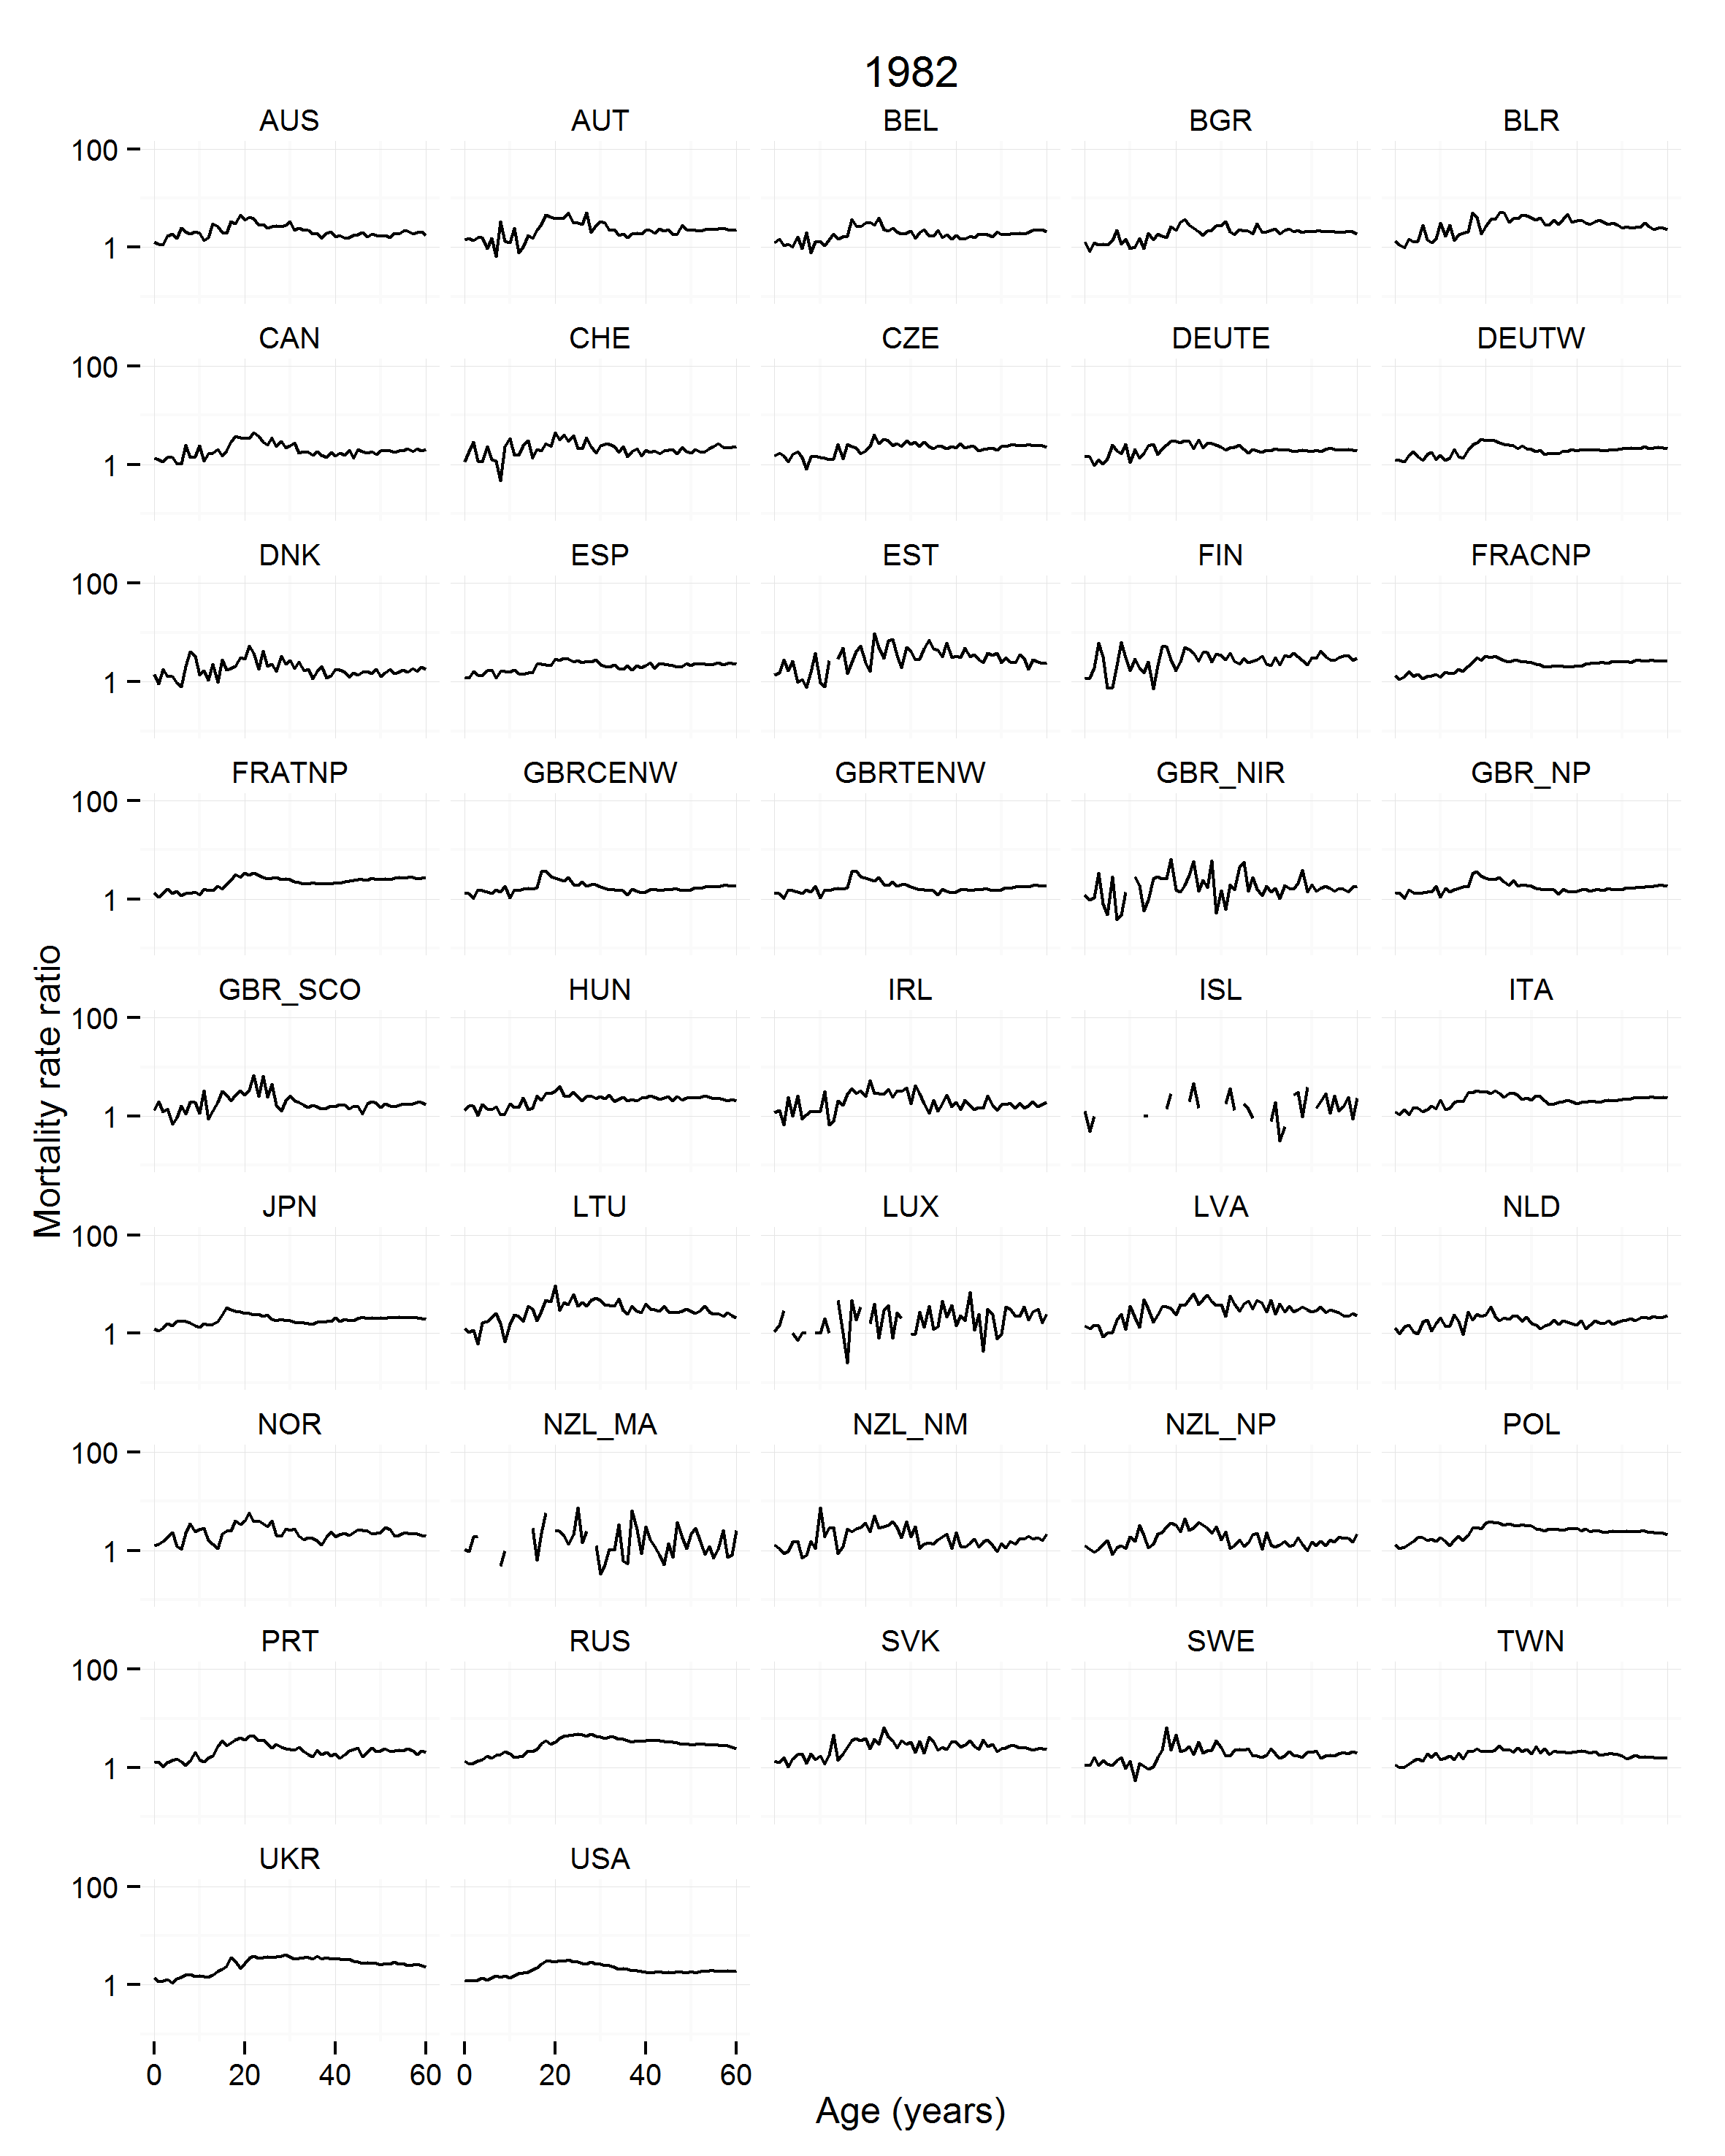 1982
AUS AUT BEL BGR BLR
100
1
CAN CHE CZE DEUTE DEUTW
100
1
DNK ESP EST FIN FRACNP
100
1
FRATNP GBRCENW GBRTENW GBR_NIR GBR_NP
100
1
GBR_SCO HUN IRL ISL ITA
100
1
Mortality rate ratio
JPN LTU LUX LVA NLD
100
1
NOR NZL_MA NZL_NM NZL_NP POL
100
1
PRT RUS SVK SWE TWN
100
1
UKR USA
100
1
0 20 40 60 0 20 40 60
Age (years)